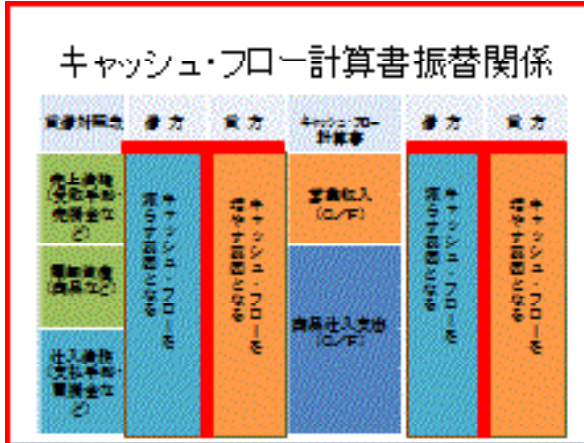 キャッシュ・フロー計算書振替関係
貸借対照表
借方
貸方
キャッシュ・フロー
計算書
借方
貸方
売上債権
(受取手形・
売掛金な
ど)
棚卸資産
(商品など)
仕入債務
(支払手形・
買掛金な
ど)
キャッシュ・フローを
減らす要因となる
キャッシュ・フローを
増やす要因となる
営業収入
(C/F)
商品仕入支出
(C/F)
キャッシュ・フローを
減らす要因となる
キャッシュ・フローを
増やす要因となる